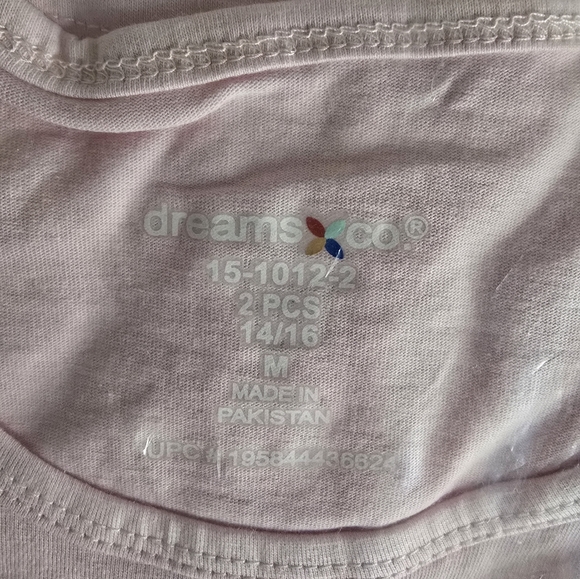 dreams co.®
15-1012-2
2 PCS
14/16
M
MADE IN
PAKISTAN
UPC # 195844436624